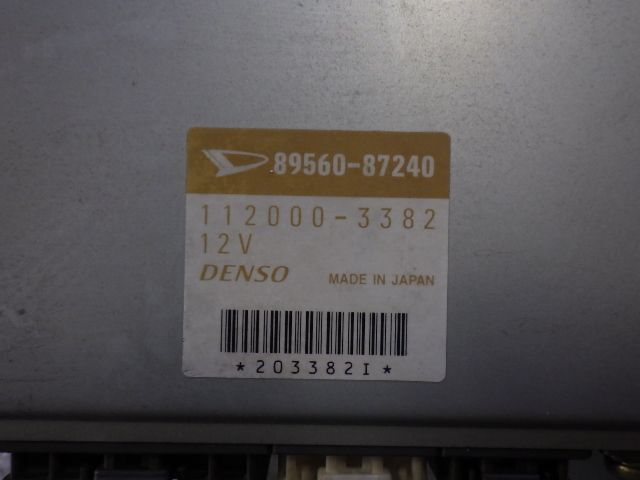 89560-87240
112000-3382
12V
DENSO MADE IN JAPAN
*203382I*